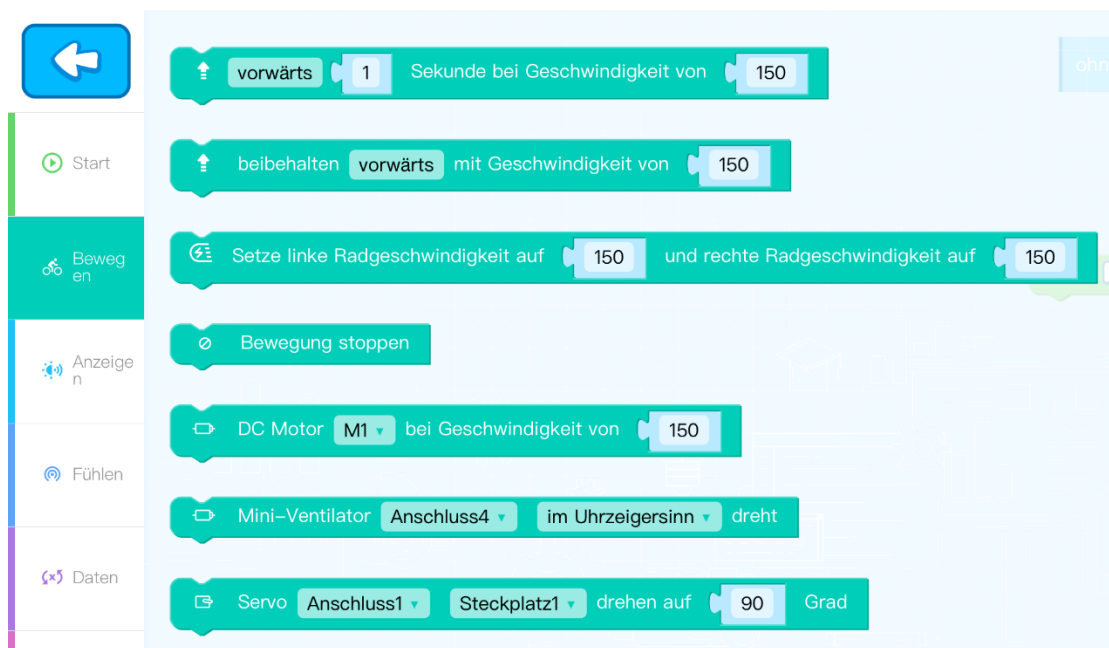 vorwärts 1 Sekunde bei Geschwindigkeit von 150
ohn
Start
beibehalten vorwärts mit Geschwindigkeit von 150
Beweg
en
Setze linke Radgeschwindigkeit auf 150 und rechte Radgeschwindigkeit auf 150
Bewegung stoppen
Anzeige
n
DC Motor M1 bei Geschwindigkeit von 150
Fühlen
Mini-Ventilator Anschluss4 im Uhrzeigersinn dreht
Daten
Servo Anschluss1 Steckplatz1 drehen auf 90 Grad